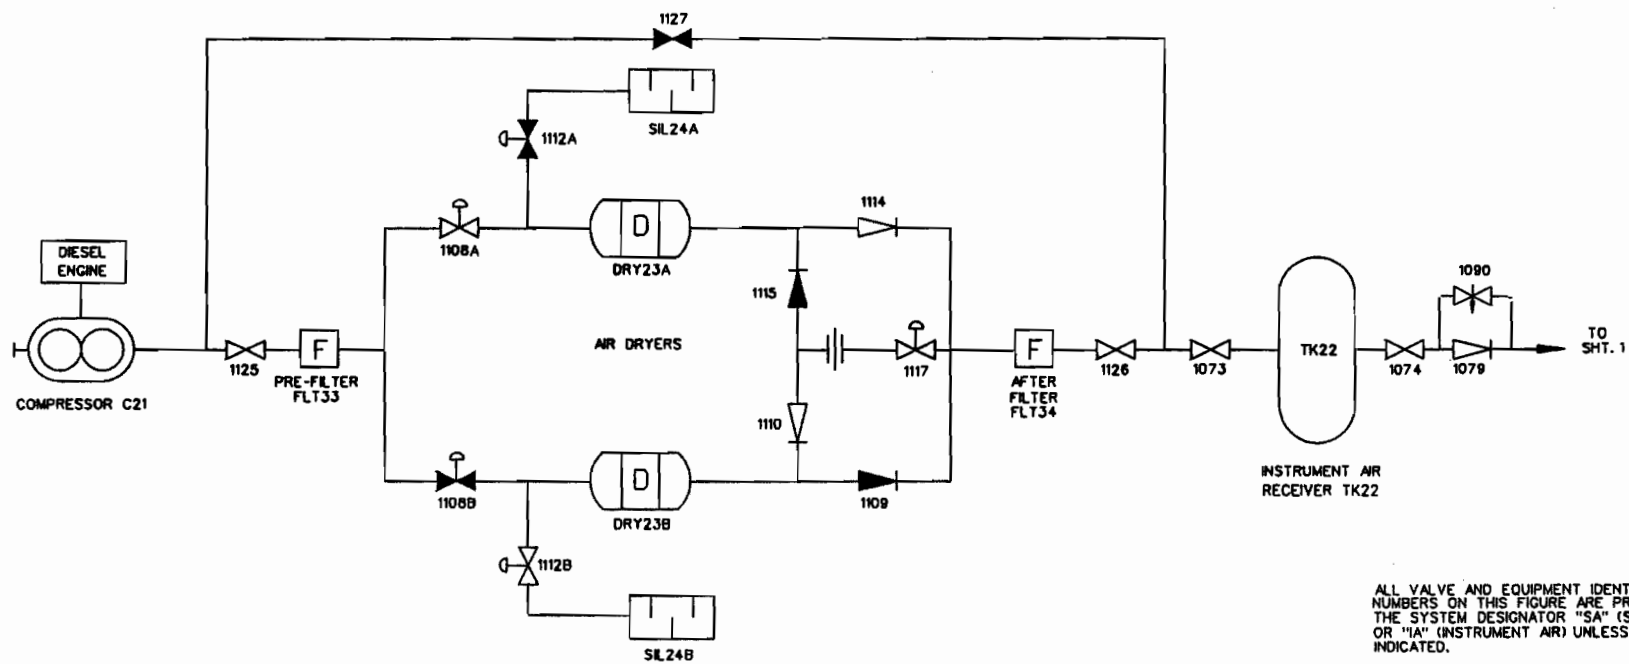 1127
SIL24A
1112A
1108A
D
DRY23A
1114
DIESEL
ENGINE
1115
AIR DRYERS
1090
TO
SHT. 1
F
1125
PRE-FILTER
FLT33
COMPRESSOR C21
1117
F
AFTER
FILTER
FLT34
1126
1073
TK22
1074
1079
1110
INSTRUMENT AIR
RECEIVER TK22
1108B
D
DRY23B
1109
1112B
SIL24B
ALL VALVE AND EQUIPMENT IDENT
NUMBERS ON THIS FIGURE ARE PR
THE SYSTEM DESIGNATOR "SA" (S
OR "IA" (INSTRUMENT AIR) UNLESS
INDICATED.